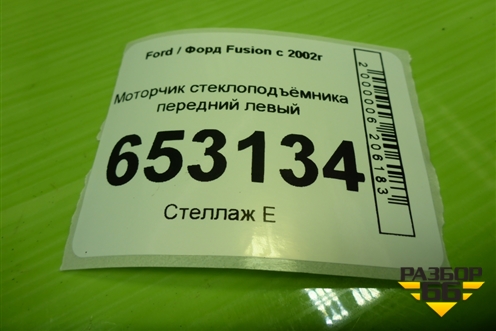 Ford / Форд Fusion с 2002г
Моторчик стеклоподъёмника
передний левый
653134
Стеллаж Е
2000006206183
РАЗБОР
66